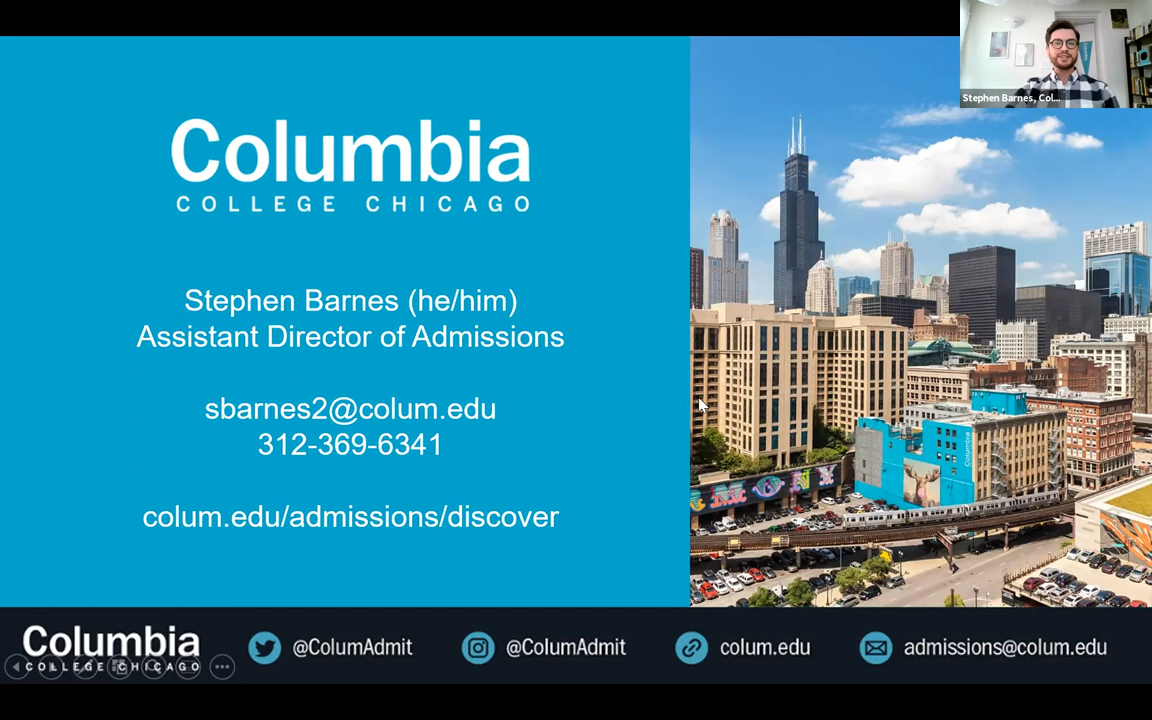 Stephen Barnes, Col...
Columbia
COLLEGE CHICAGO
Stephen Barnes (he/him)
Assistant Director of Admissions
sbarnes2@colum.edu
312-369-6341
colum.edu/admissions/discover
Columbia
Columbia
COLLEGE CHICAGO
@ColumAdmit
@ColumAdmit
colum.edu
admissions@colum.edu